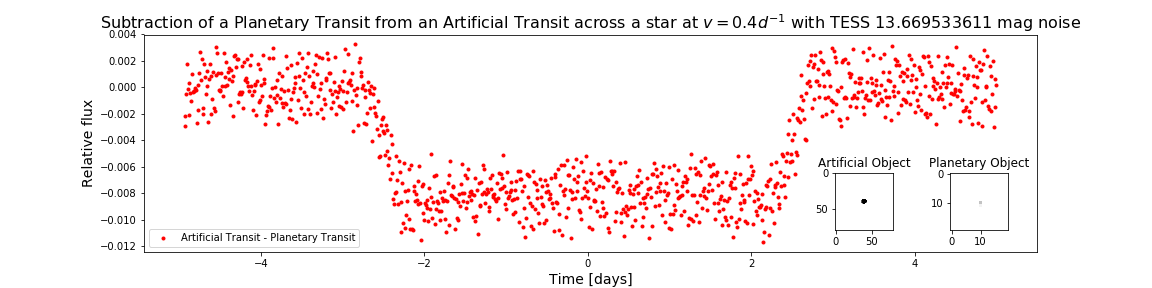 Subtraction of a Planetary Transit from an Artificial Transit across a star at v = 0.4d⁻¹ with TESS 13.669533611 mag noise
0.004
0.002
0.000
−0.002
−0.004
−0.006
−0.008
−0.010
−0.012
Relative flux
Artificial Transit - Planetary Transit
Artificial Object
0
50
0 50
Planetary Object
0
10
0 10
−4 −2 0 2 4
Time [days]